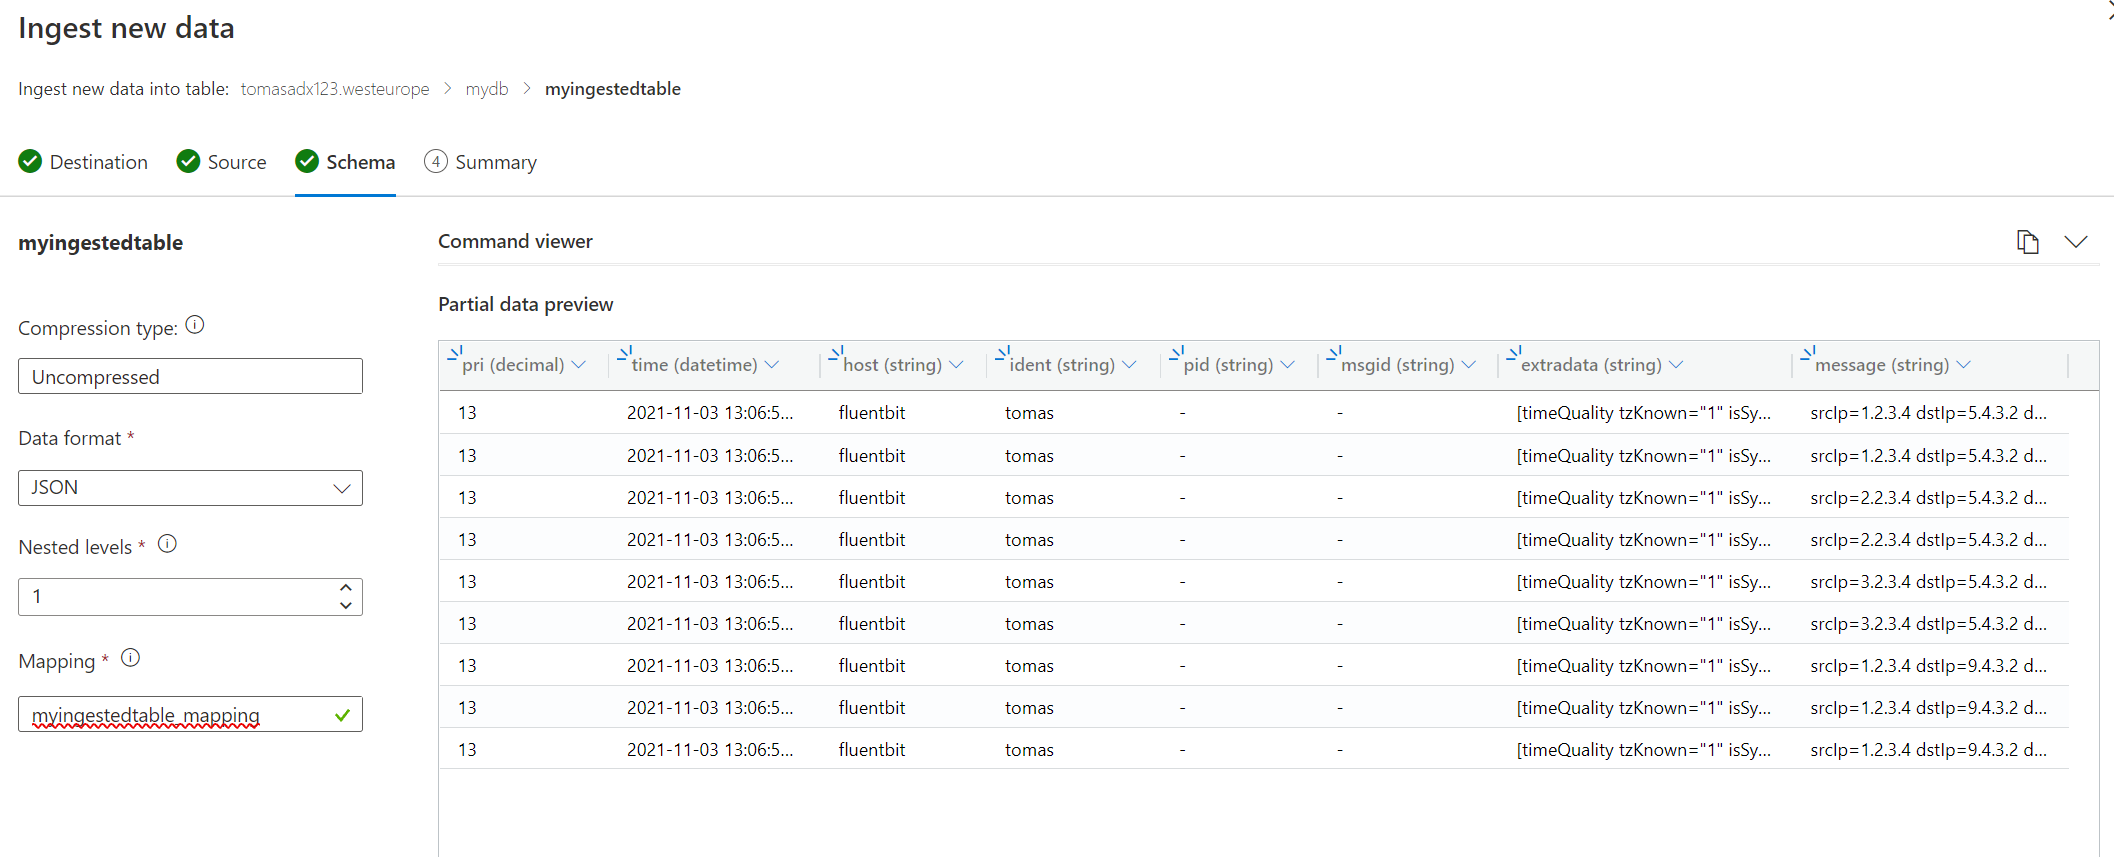 Ingest new data
Ingest new data into table: tomasadx123.westeurope > mydb > myingestedtable
Destination Source Schema 4 Summary
myingestedtable
Compression type:
Uncompressed
Data format *
JSON
Nested levels *
1
Mapping *
myingestedtable_mapping
Command viewer
Partial data preview
pri (decimal) time (datetime) host (string) ident (string) pid (string) msgid (string) extradata (string) message (string)
13 2021-11-03 13:06:5... fluentbit tomas - - [timeQuality tzKnown="1" isSy... srcIp=1.2.3.4 dstIp=5.4.3.2 d...
13 2021-11-03 13:06:5... fluentbit tomas - - [timeQuality tzKnown="1" isSy... srcIp=1.2.3.4 dstIp=5.4.3.2 d...
13 2021-11-03 13:06:5... fluentbit tomas - - [timeQuality tzKnown="1" isSy... srcIp=2.2.3.4 dstIp=5.4.3.2 d...
13 2021-11-03 13:06:5... fluentbit tomas - - [timeQuality tzKnown="1" isSy... srcIp=2.2.3.4 dstIp=5.4.3.2 d...
13 2021-11-03 13:06:5... fluentbit tomas - - [timeQuality tzKnown="1" isSy... srcIp=3.2.3.4 dstIp=5.4.3.2 d...
13 2021-11-03 13:06:5... fluentbit tomas - - [timeQuality tzKnown="1" isSy... srcIp=3.2.3.4 dstIp=5.4.3.2 d...
13 2021-11-03 13:06:5... fluentbit tomas - - [timeQuality tzKnown="1" isSy... srcIp=1.2.3.4 dstIp=9.4.3.2 d...
13 2021-11-03 13:06:5... fluentbit tomas - - [timeQuality tzKnown="1" isSy... srcIp=1.2.3.4 dstIp=9.4.3.2 d...
13 2021-11-03 13:06:5... fluentbit tomas - - [timeQuality tzKnown="1" isSy... srcIp=1.2.3.4 dstIp=9.4.3.2 d...